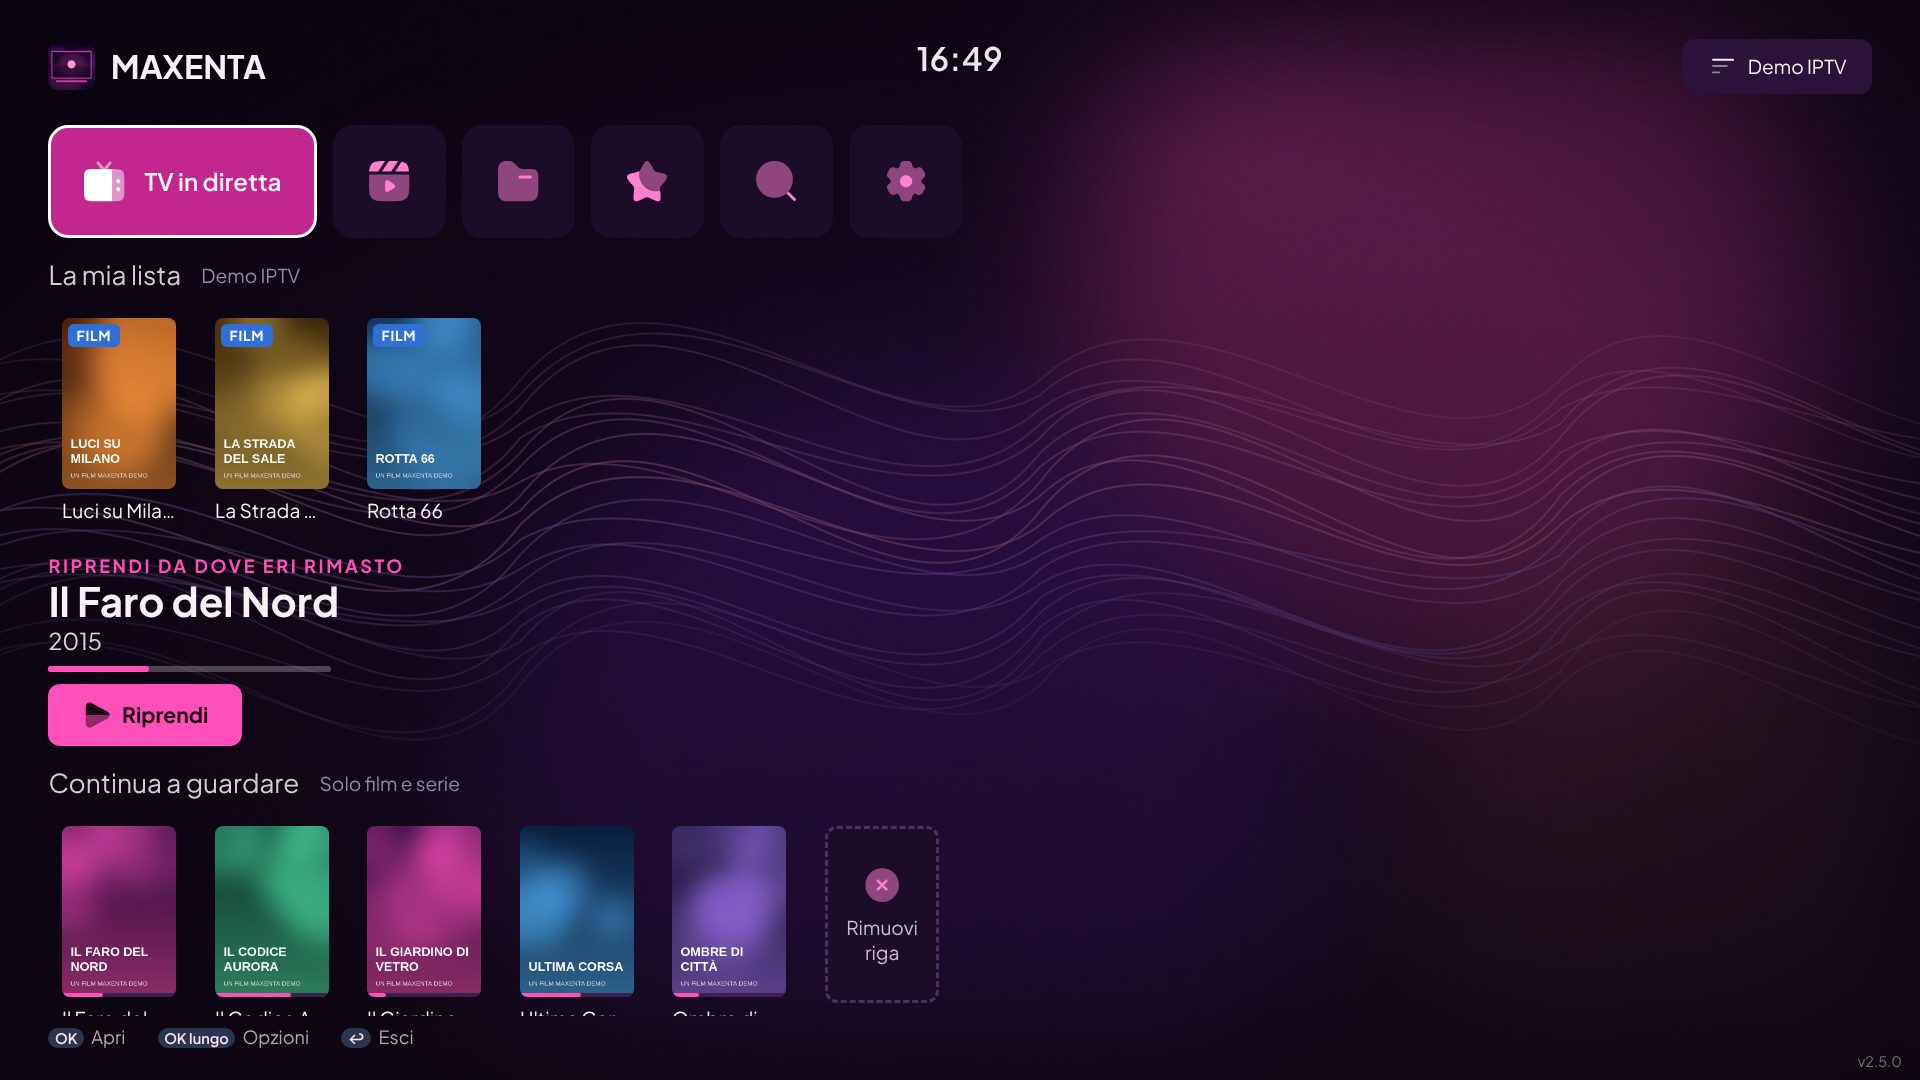 MAXENTA
16:49
Demo IPTV
TV in diretta
La mia lista Demo IPTV
FILM
LUCI SU
MILANO
UN FILM MAXENTA DEMO
Luci su Mila...
FILM
LA STRADA
DEL SALE
UN FILM MAXENTA DEMO
La Strada ...
FILM
ROTTA 66
UN FILM MAXENTA DEMO
Rotta 66
RIPRENDI DA DOVE ERI RIMASTO
Il Faro del Nord
2015
Riprendi
Continua a guardare Solo film e serie
IL FARO DEL
NORD
UN FILM MAXENTA DEMO
IL CODICE
AURORA
UN FILM MAXENTA DEMO
IL GIARDINO DI
VETRO
UN FILM MAXENTA DEMO
ULTIMA CORSA
UN FILM MAXENTA DEMO
OMBRE DI
CITTÀ
UN FILM MAXENTA DEMO
Rimuovi
riga
OK Apri OK lungo Opzioni Esci
v2.5.0